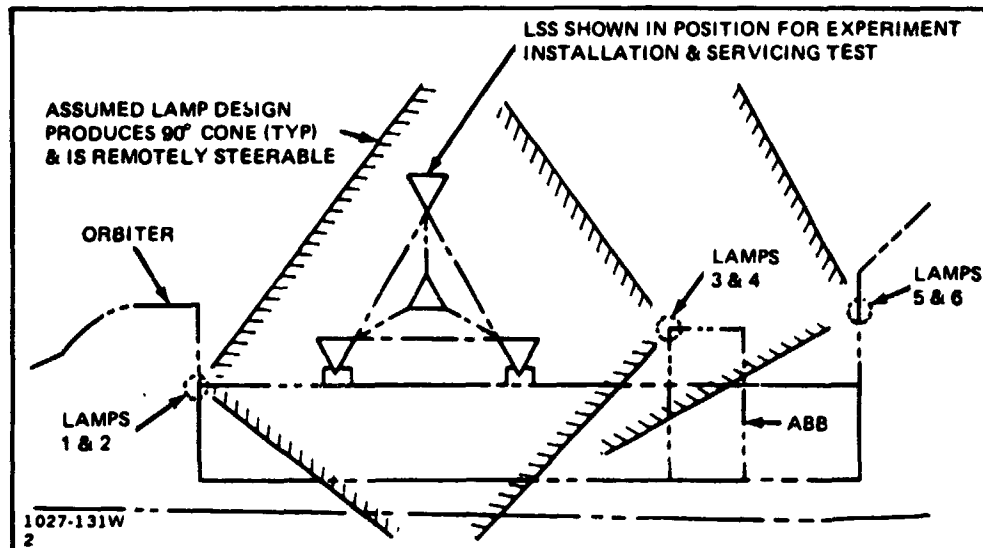 LSS SHOWN IN POSITION FOR EXPERIMENT
INSTALLATION & SERVICING TEST
ASSUMED LAMP DESIGN
PRODUCES 90° CONE (TYP)
& IS REMOTELY STEERABLE
ORBITER
LAMPS
3 & 4
LAMPS
5 & 6
LAMPS
1 & 2
ABB
1027-131W
2